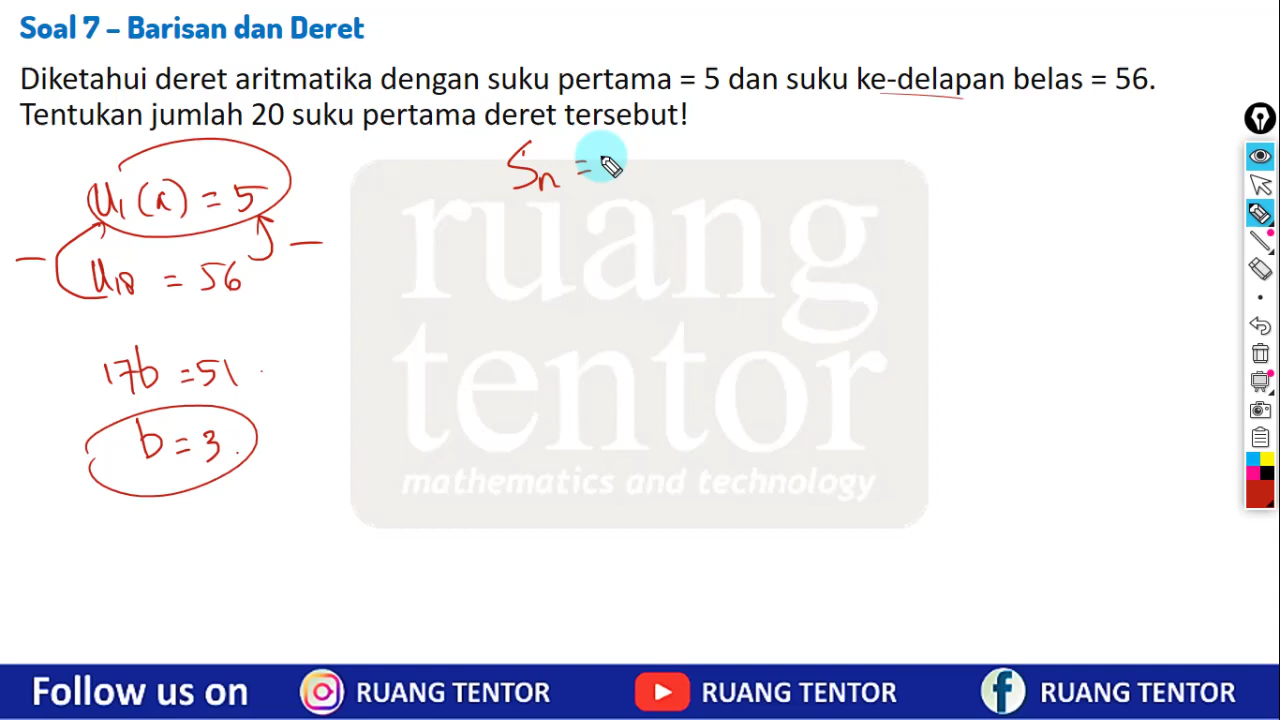 Soal 7 – Barisan dan Deret
Diketahui deret aritmatika dengan suku pertama = 5 dan suku ke-delapan belas = 56.
Tentukan jumlah 20 suku pertama deret tersebut!
u₁ (a) = 5
u₁₈ = 56
17b = 51
b = 3
Sₙ =
ruang
tentor
mathematics and technology
Follow us on RUANG TENTOR RUANG TENTOR RUANG TENTOR